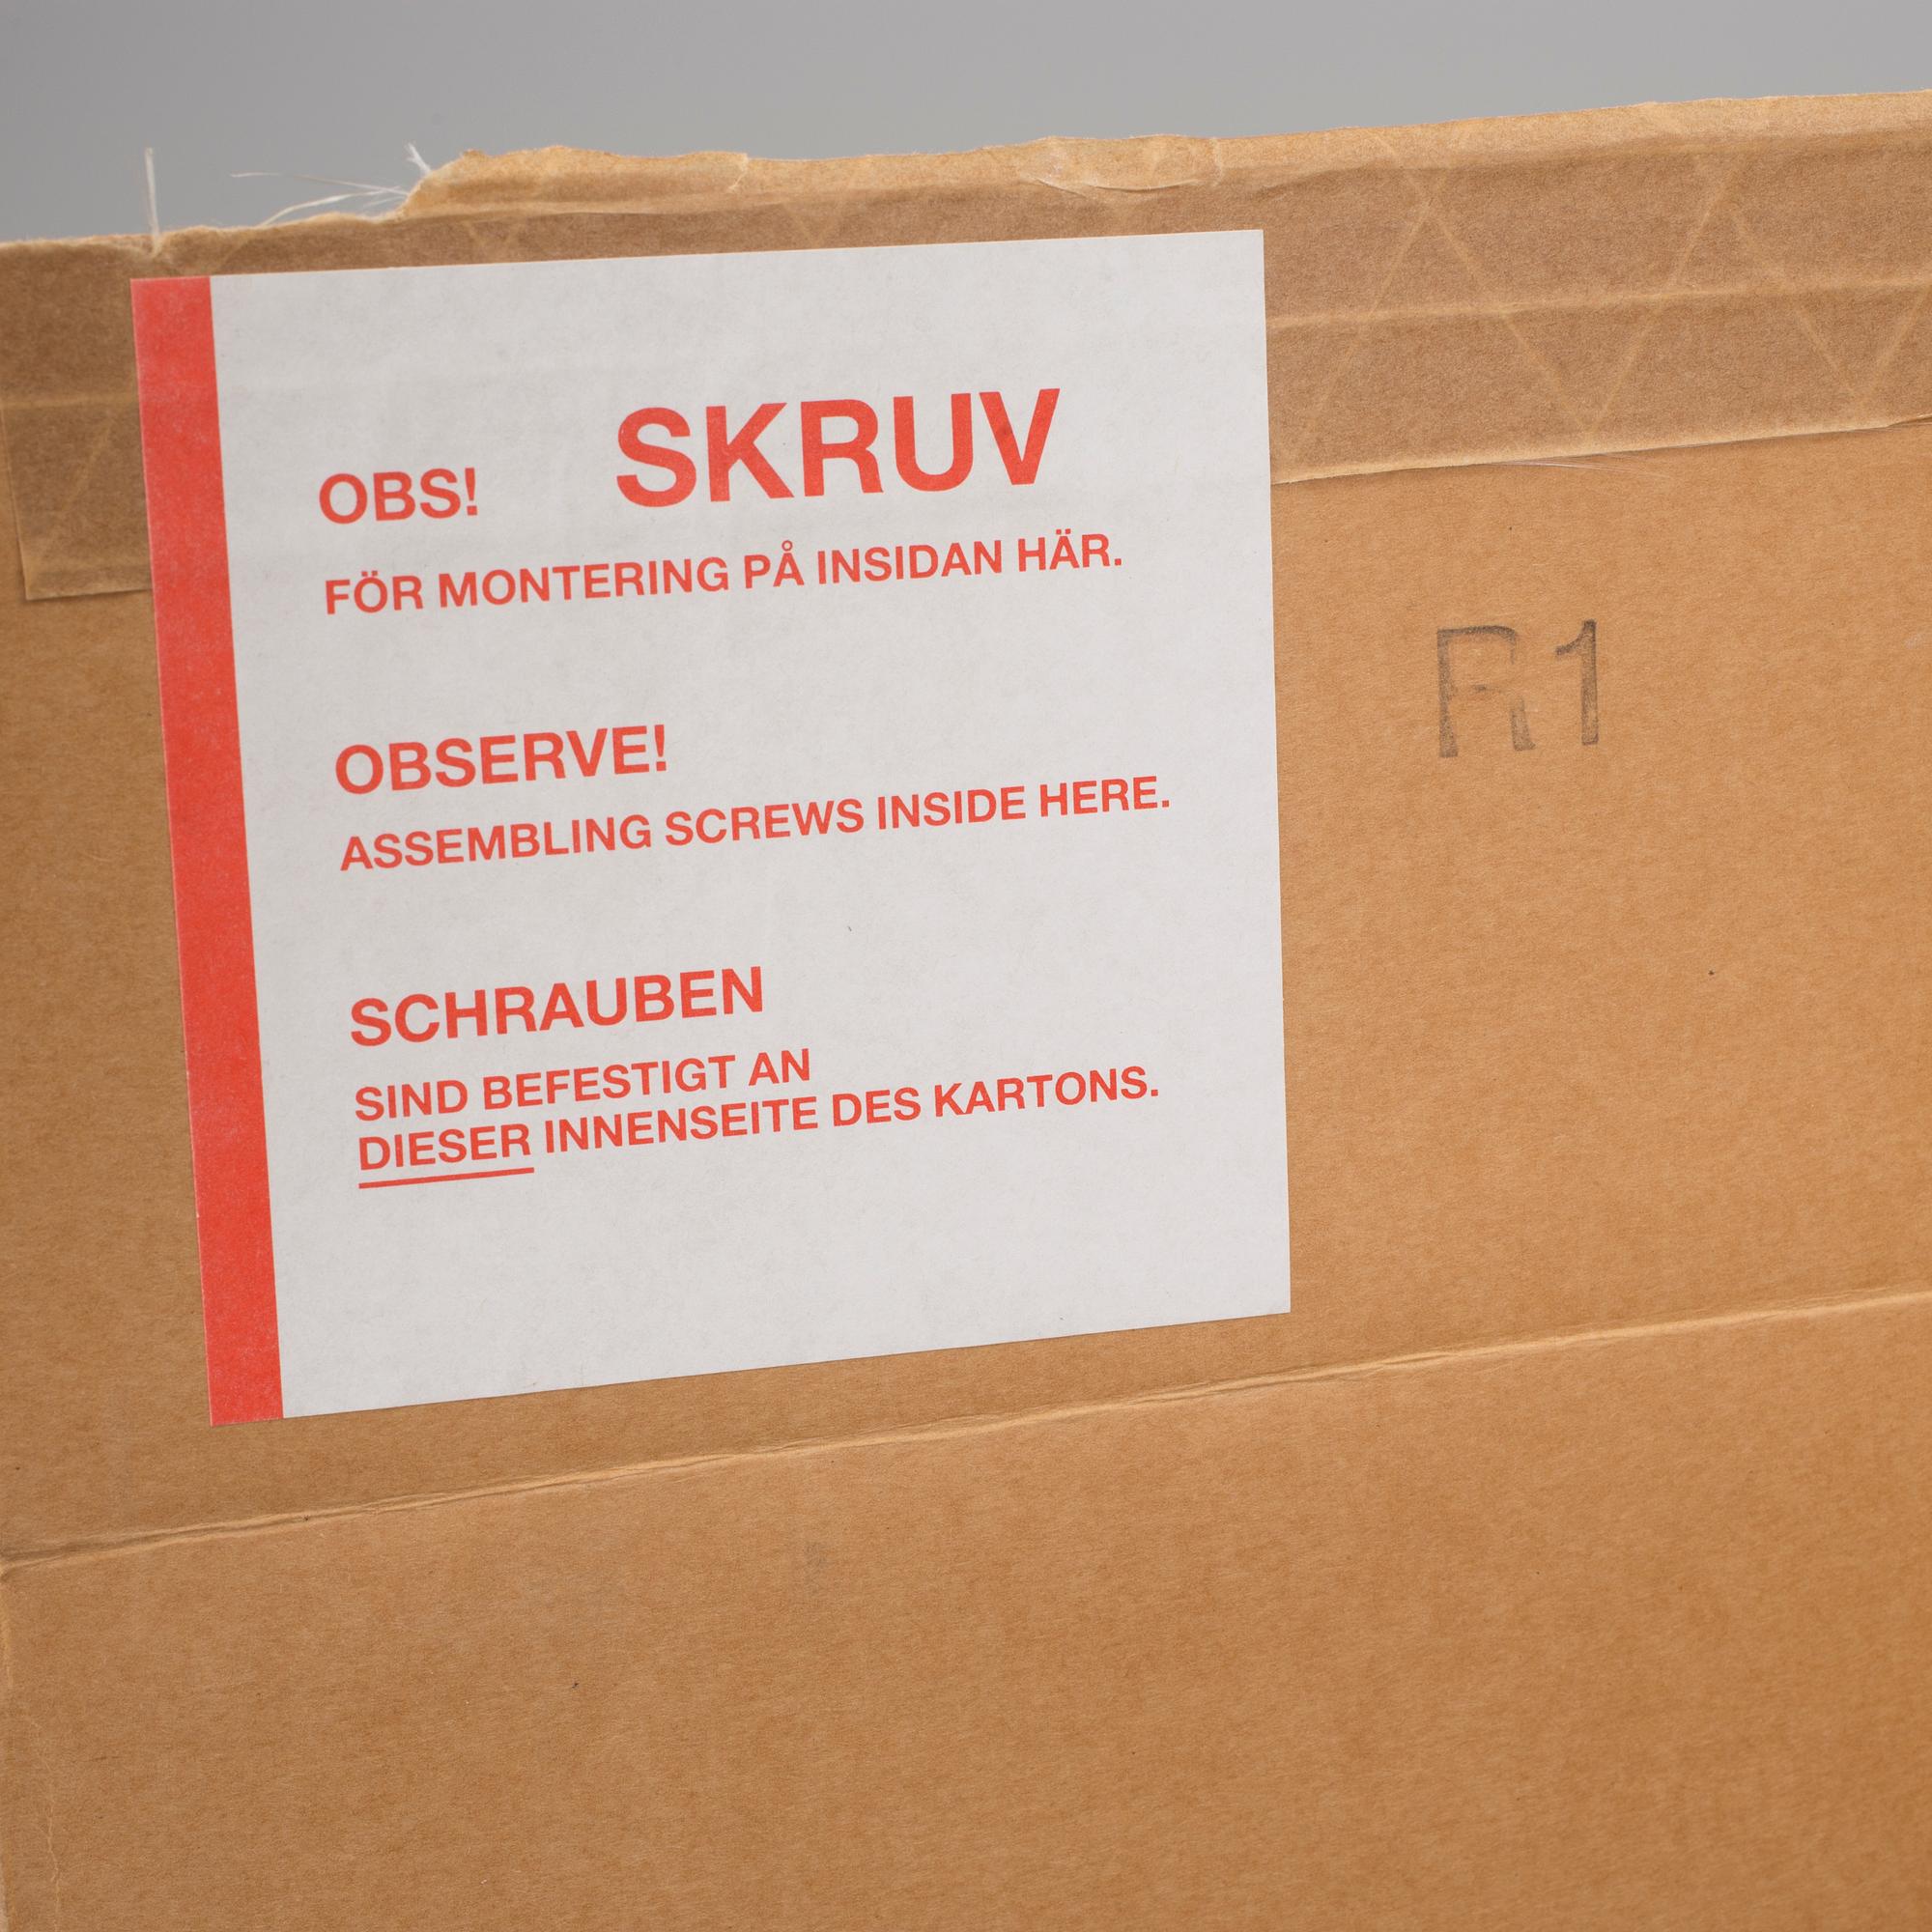 OBS! SKRUV
FÖR MONTERING PÅ INSIDAN HÄR.
OBSERVE!
ASSEMBLING SCREWS INSIDE HERE.
SCHRAUBEN
SIND BEFESTIGT AN
DIESER INNENSEITE DES KARTONS.
R1